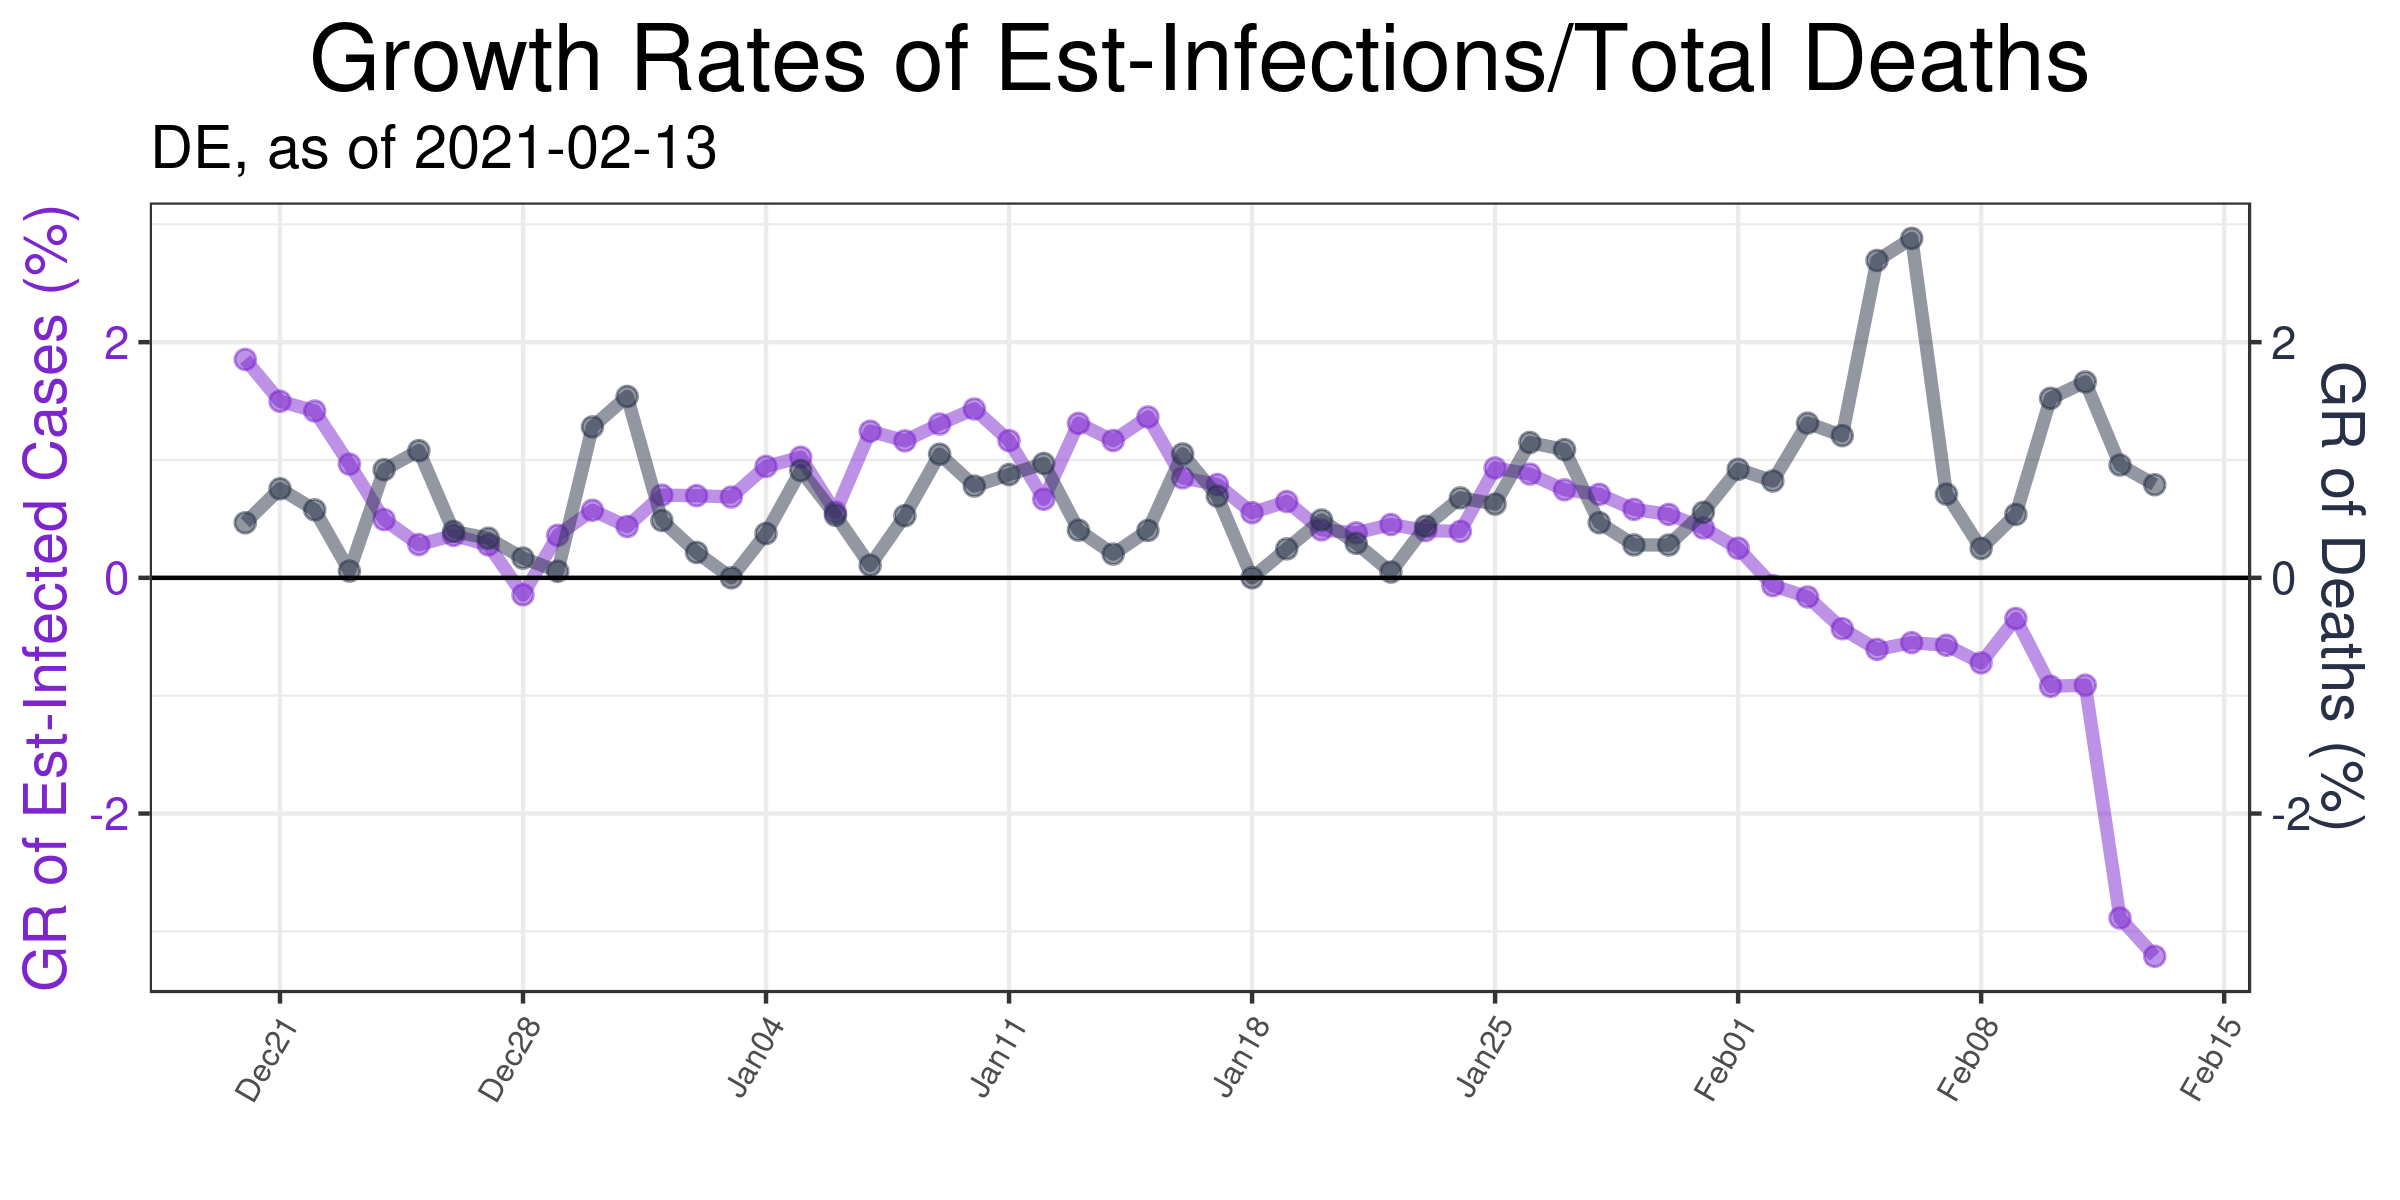 Growth Rates of Est-Infections/Total Deaths
DE, as of 2021-02-13
GR of Est-Infected Cases (%)
2
0
-2
2
0
-2
GR of Deaths (%)
Dec21
Dec28
Jan04
Jan11
Jan18
Jan25
Feb01
Feb08
Feb15